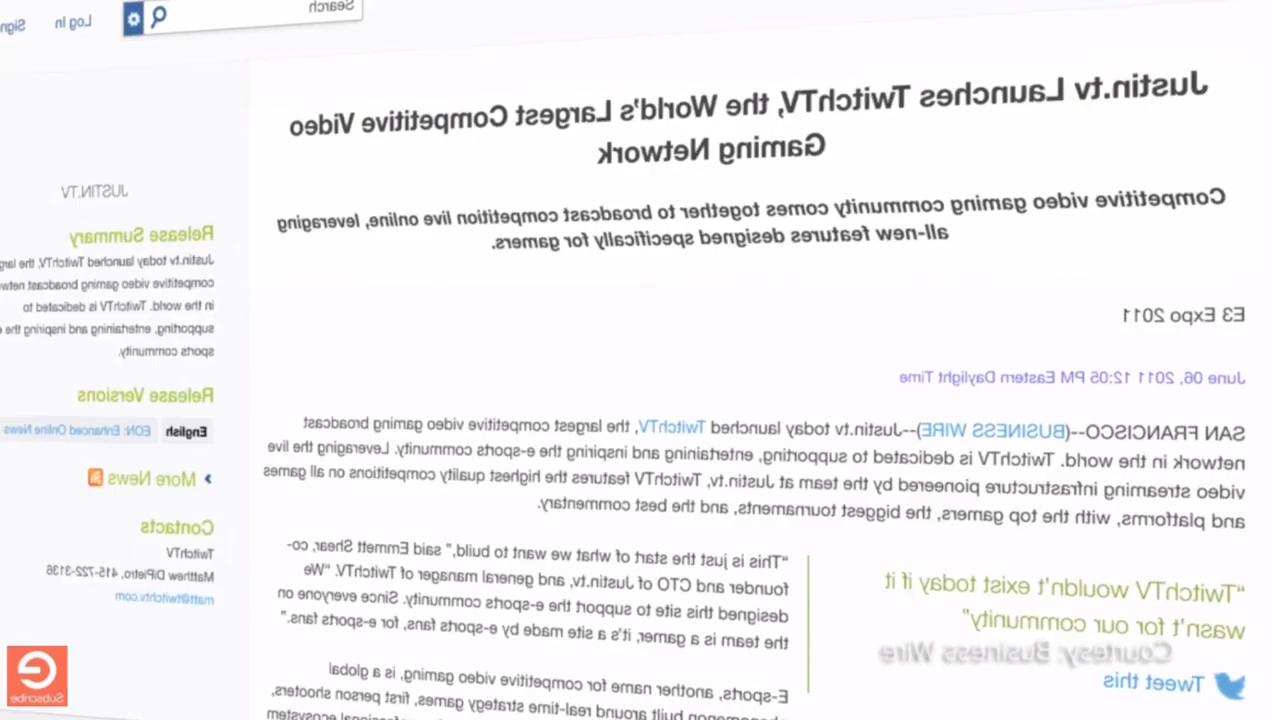 Search
Log In
Sign
Justin.tv Launches TwitchTV, the World's Largest Competitive Video
Gaming Network
Competitive video gaming community comes together to broadcast competition live online, leveraging
all-new features designed specifically for gamers.
E3 Expo 2011
June 06, 2011 12:05 PM Eastern Daylight Time
SAN FRANCISCO--(BUSINESS WIRE)--Justin.tv today launched TwitchTV, the largest competitive video gaming broadcast
network in the world. TwitchTV is dedicated to supporting, entertaining and inspiring the e-sports community. Leveraging the live
video streaming infrastructure pioneered by the team at Justin.tv, TwitchTV features the highest quality competitions on all games
and platforms, with the top gamers, the biggest tournaments, and the best commentary.
"TwitchTV wouldn't exist today if it
wasn't for our community"
Tweet this
Courtesy: Business Wire
"This is just the start of what we want to build," said Emmett Shear, co-
founder and CTO of Justin.tv, and general manager of TwitchTV. "We
designed this site to support the e-sports community. Since everyone on
the team is a gamer, it's a site made by e-sports fans, for e-sports fans."
E-sports, another name for competitive video gaming, is a global
phenomenon built around real-time strategy games, first person shooters,
JUSTIN.TV
Release Summary
Justin.tv today launched TwitchTV, the lar
competitive video gaming broadcast netw
in the world. TwitchTV is dedicated to
supporting, entertaining and inspiring the e
sports community.
Release Versions
English
EON: Enhanced Online News
More News
Contacts
TwitchTV
Matthew DiPietro, 415-722-3136
matt@twitchtv.com
Subscribe